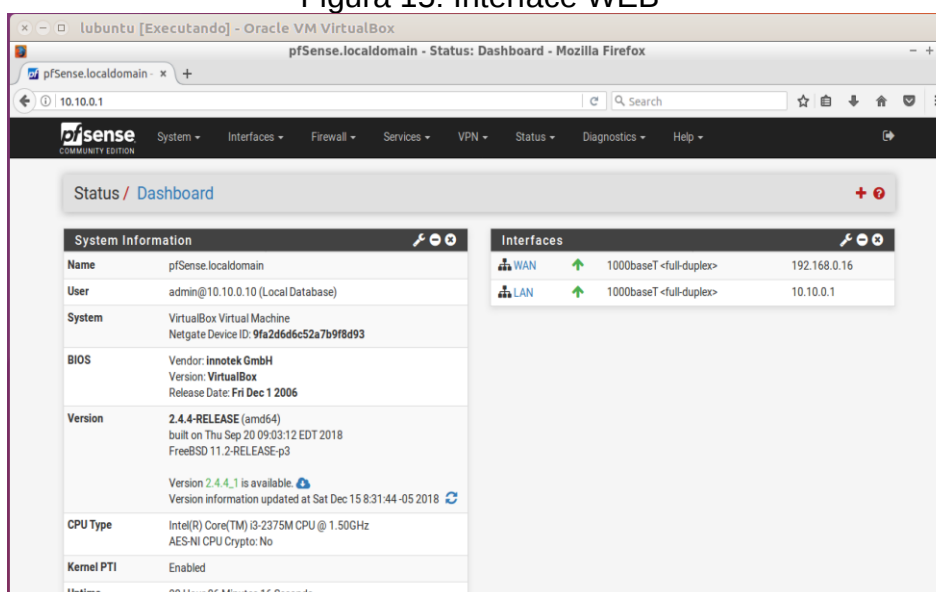 Figura 15: Interface WEB
lubuntu [Executando] - Oracle VM VirtualBox
pfSense.localdomain - Status: Dashboard - Mozilla Firefox
pfSense.localdomain -
10.10.0.1
Search
pfsense
COMMUNITY EDITION
System
Interfaces
Firewall
Services
VPN
Status
Diagnostics
Help
Status / Dashboard
System Information
Name pfSense.localdomain
User admin@10.10.0.10 (Local Database)
System VirtualBox Virtual Machine
Netgate Device ID: 9fa2d6d6c52a7b9f8d93
BIOS Vendor: innotek GmbH
Version: VirtualBox
Release Date: Fri Dec 1 2006
Version 2.4.4-RELEASE (amd64)
built on Thu Sep 20 09:03:12 EDT 2018
FreeBSD 11.2-RELEASE-p3
Version 2.4.4_1 is available.
Version information updated at Sat Dec 15 8:31:44 -05 2018
CPU Type Intel(R) Core(TM) i3-2375M CPU @ 1.50GHz
AES-NI CPU Crypto: No
Kernel PTI Enabled
Interfaces
WAN 1000baseT <full-duplex> 192.168.0.16
LAN 1000baseT <full-duplex> 10.10.0.1